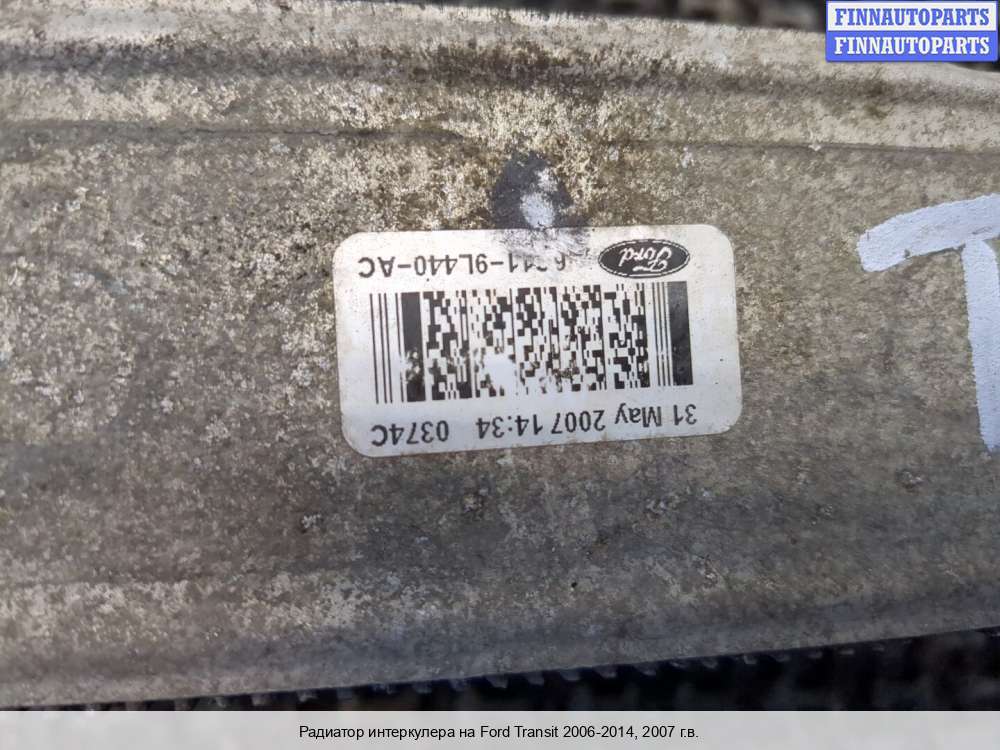 FINNAUTOPARTS
FINNAUTOPARTS
Ford
-9L440-AC
31 May 2007 14:34 0374C
T
Радиатор интеркулера на Ford Transit 2006-2014, 2007 г.в.